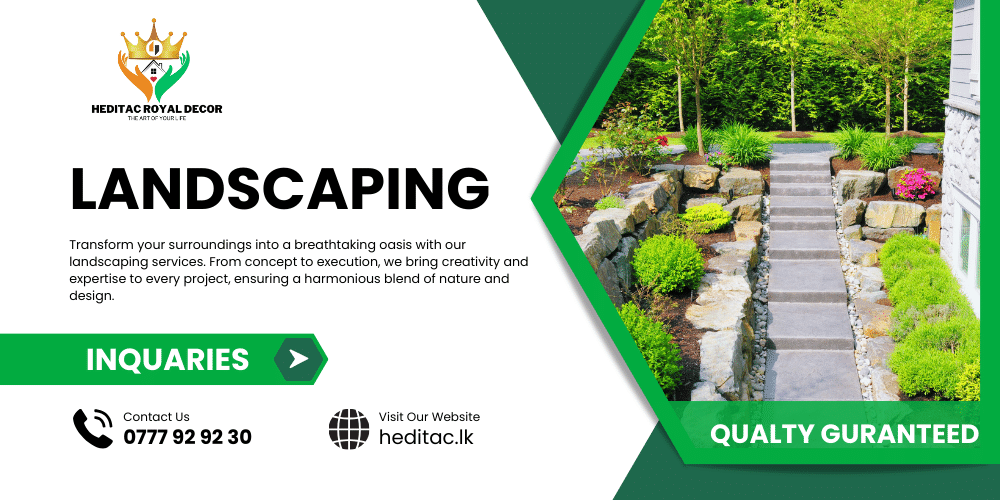 HEDITAC ROYAL DECOR
THE ART OF YOUR LIFE
LANDSCAPING
Transform your surroundings into a breathtaking oasis with our
landscaping services. From concept to execution, we bring creativity and
expertise to every project, ensuring a harmonious blend of nature and
design.
INQUARIES
Contact Us
0777 92 92 30
Visit Our Website
heditac.lk
QUALTY GURANTEED